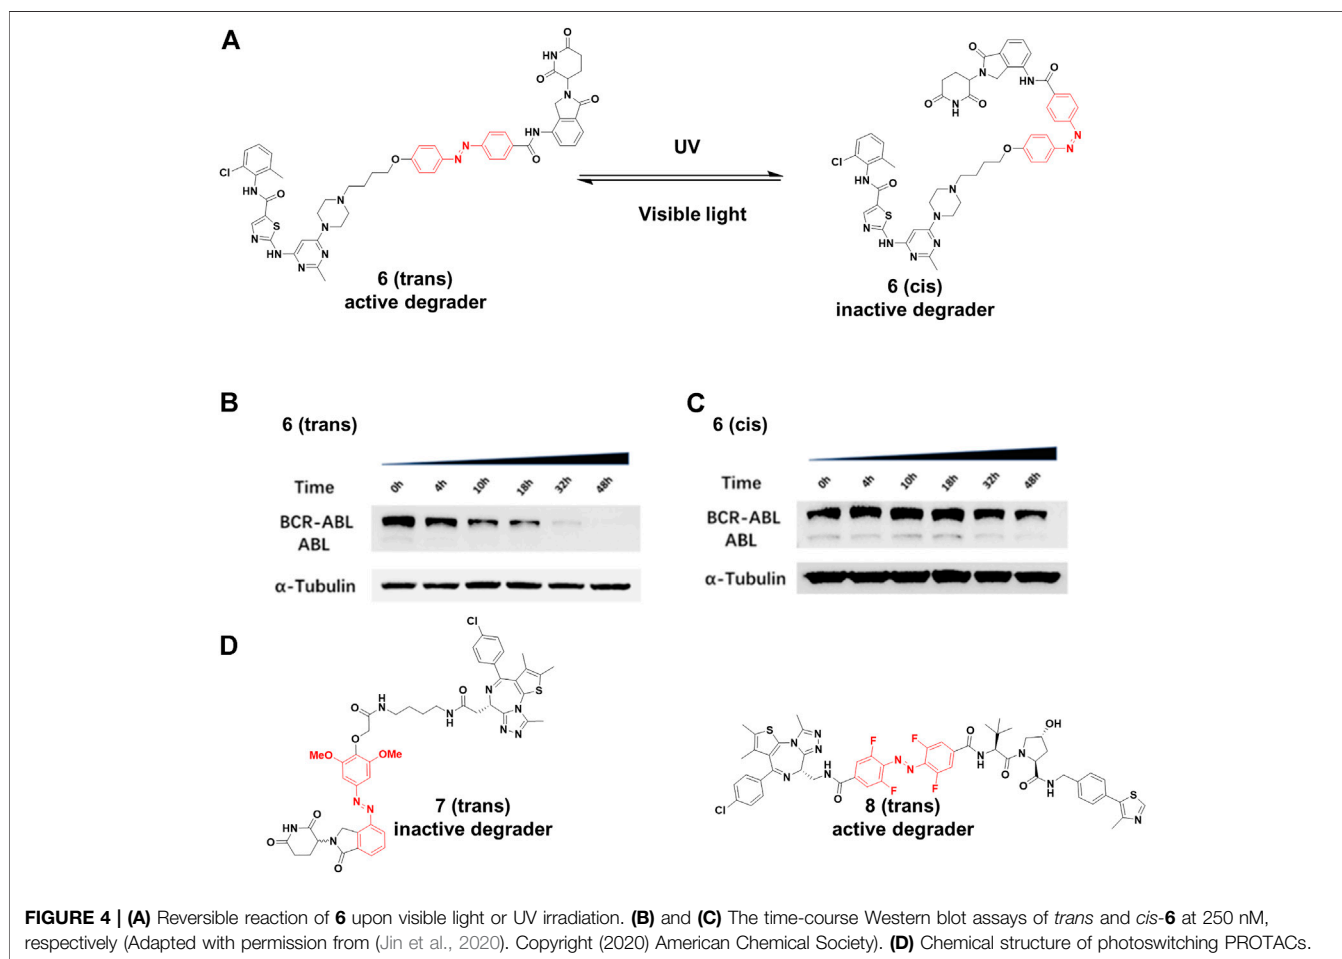 A
UV
Visible light
6 (trans)
active degrader
6 (cis)
inactive degrader
B
6 (trans)
Time
0h 4h 10h 18h 32h 48h
BCR-ABL
ABL
α-Tubulin
C
6 (cis)
Time
0h 4h 10h 18h 32h 48h
BCR-ABL
ABL
α-Tubulin
D
MeO
OMe
7 (trans)
inactive degrader
8 (trans)
active degrader
FIGURE 4 | (A) Reversible reaction of 6 upon visible light or UV irradiation. (B) and (C) The time-course Western blot assays of trans and cis-6 at 250 nM,
respectively (Adapted with permission from (Jin et al., 2020). Copyright (2020) American Chemical Society). (D) Chemical structure of photoswitching PROTACs.